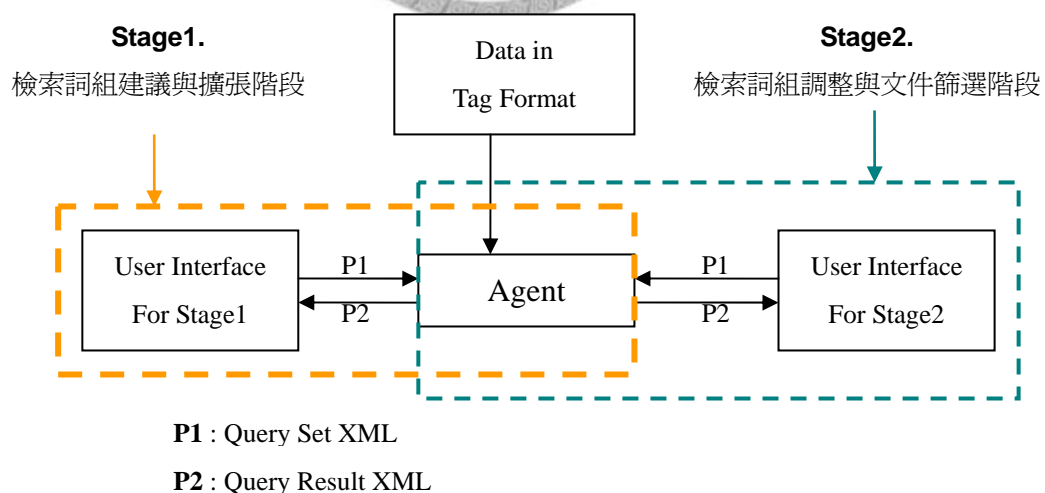 Stage1.
檢索詞組建議與擴張階段
Data in
Tag Format
Stage2.
檢索詞組調整與文件篩選階段
User Interface
For Stage1
P1
P2
Agent
P1
P2
User Interface
For Stage2
P1 : Query Set XML
P2 : Query Result XML